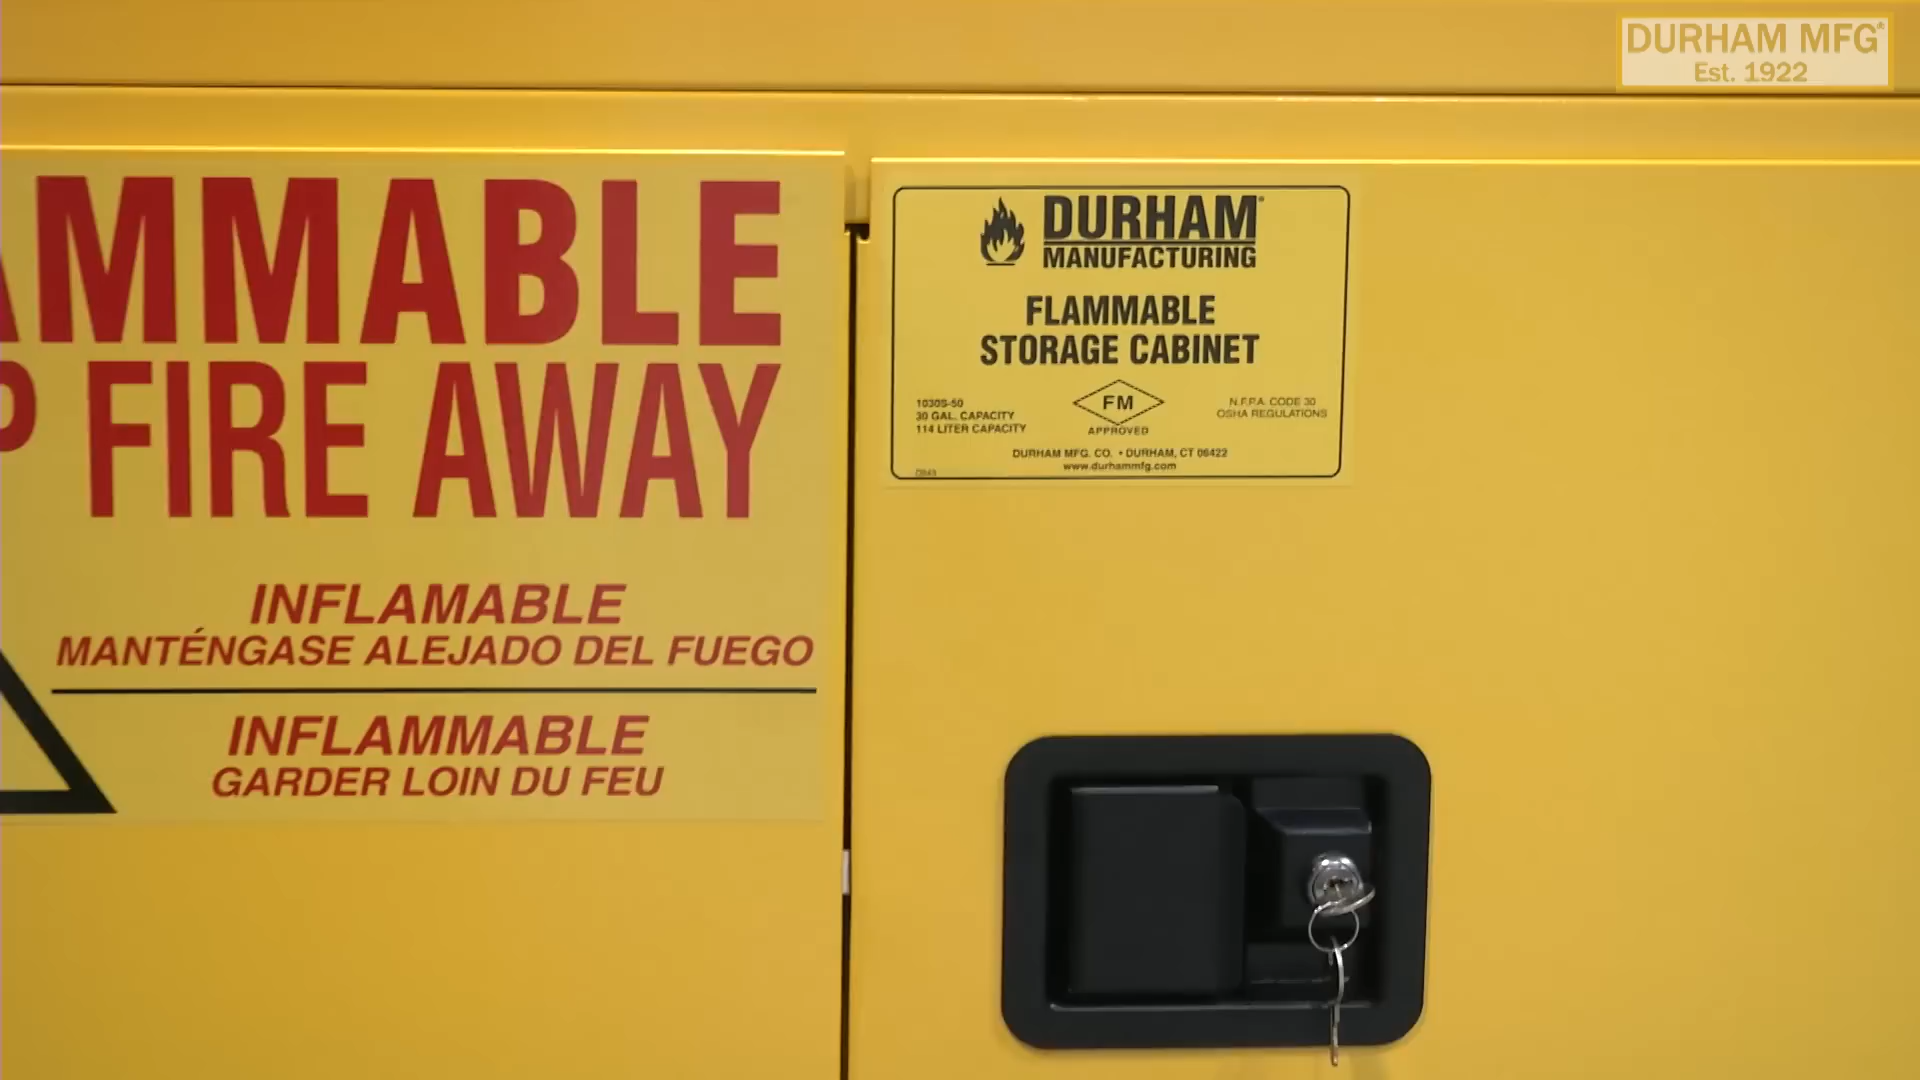 DURHAM MFG®
Est. 1922
AMMABLE
P FIRE AWAY
INFLAMABLE
MANTÉNGASE ALEJADO DEL FUEGO
INFLAMMABLE
GARDER LOIN DU FEU
DURHAM®
MANUFACTURING
FLAMMABLE
STORAGE CABINET
1030S-50
30 GAL. CAPACITY
114 LITER CAPACITY
FM
APPROVED
N.F.P.A. CODE 30
OSHA REGULATIONS
DURHAM MFG. CO. • DURHAM, CT 06422
www.durhammfg.com